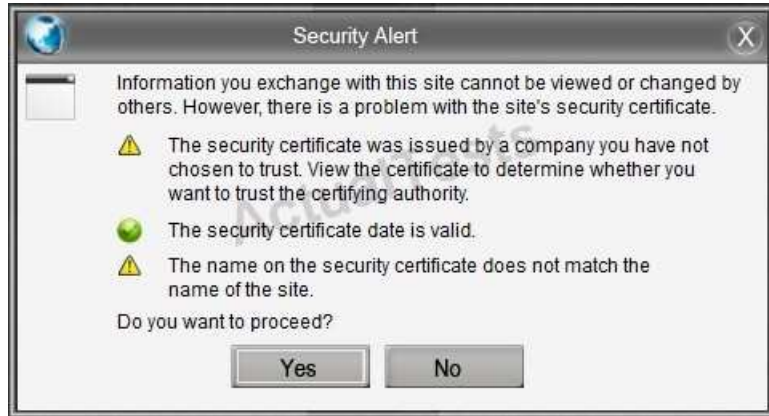 Security Alert
X
Information you exchange with this site cannot be viewed or changed by
others. However, there is a problem with the site's security certificate.
The security certificate was issued by a company you have not
chosen to trust. View the certificate to determine whether you
want to trust the certifying authority.
The security certificate date is valid.
The name on the security certificate does not match the
name of the site.
Do you want to proceed?
Yes No
ActualTests